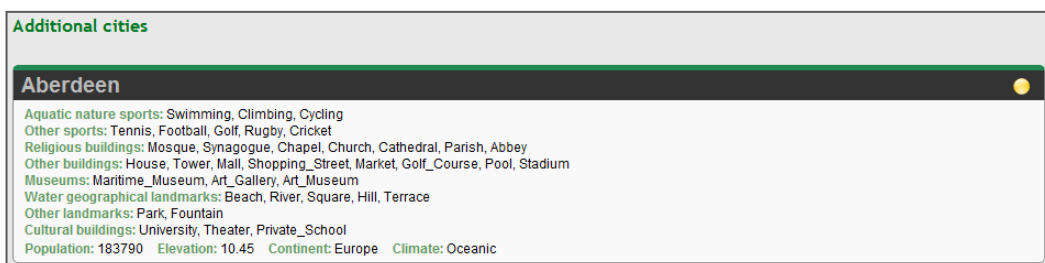 Additional cities
Aberdeen
Aquatic nature sports: Swimming, Climbing, Cycling
Other sports: Tennis, Football, Golf, Rugby, Cricket
Religious buildings: Mosque, Synagogue, Chapel, Church, Cathedral, Parish, Abbey
Other buildings: House, Tower, Mall, Shopping_Street, Market, Golf_Course, Pool, Stadium
Museums: Maritime_Museum, Art_Gallery, Art_Museum
Water geographical landmarks: Beach, River, Square, Hill, Terrace
Other landmarks: Park, Fountain
Cultural buildings: University, Theater, Private_School
Population: 183790 Elevation: 10.45 Continent: Europe Climate: Oceanic